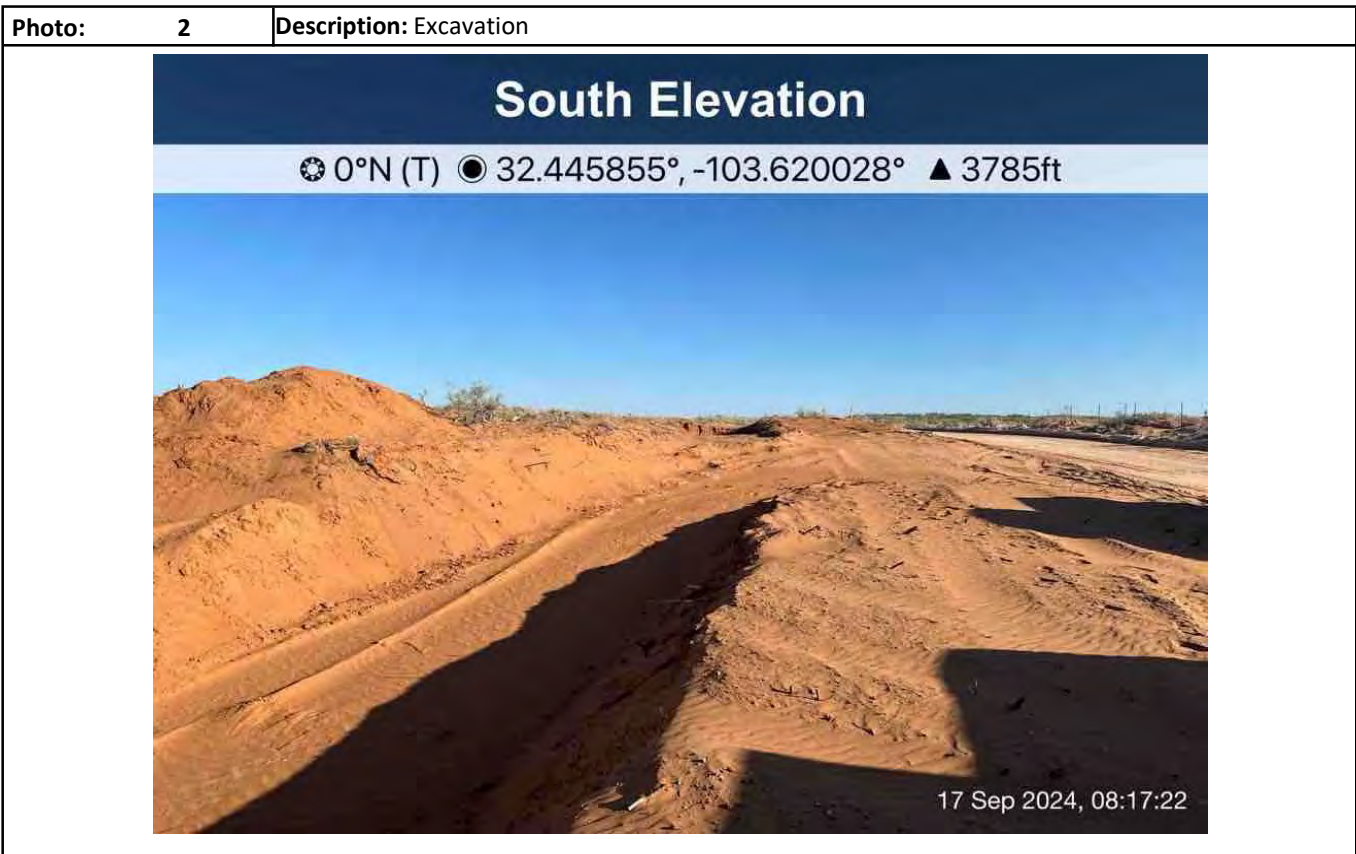 Photo: 2 Description: Excavation
South Elevation
0°N (T) 32.445855°, -103.620028° ▲ 3785ft
17 Sep 2024, 08:17:22